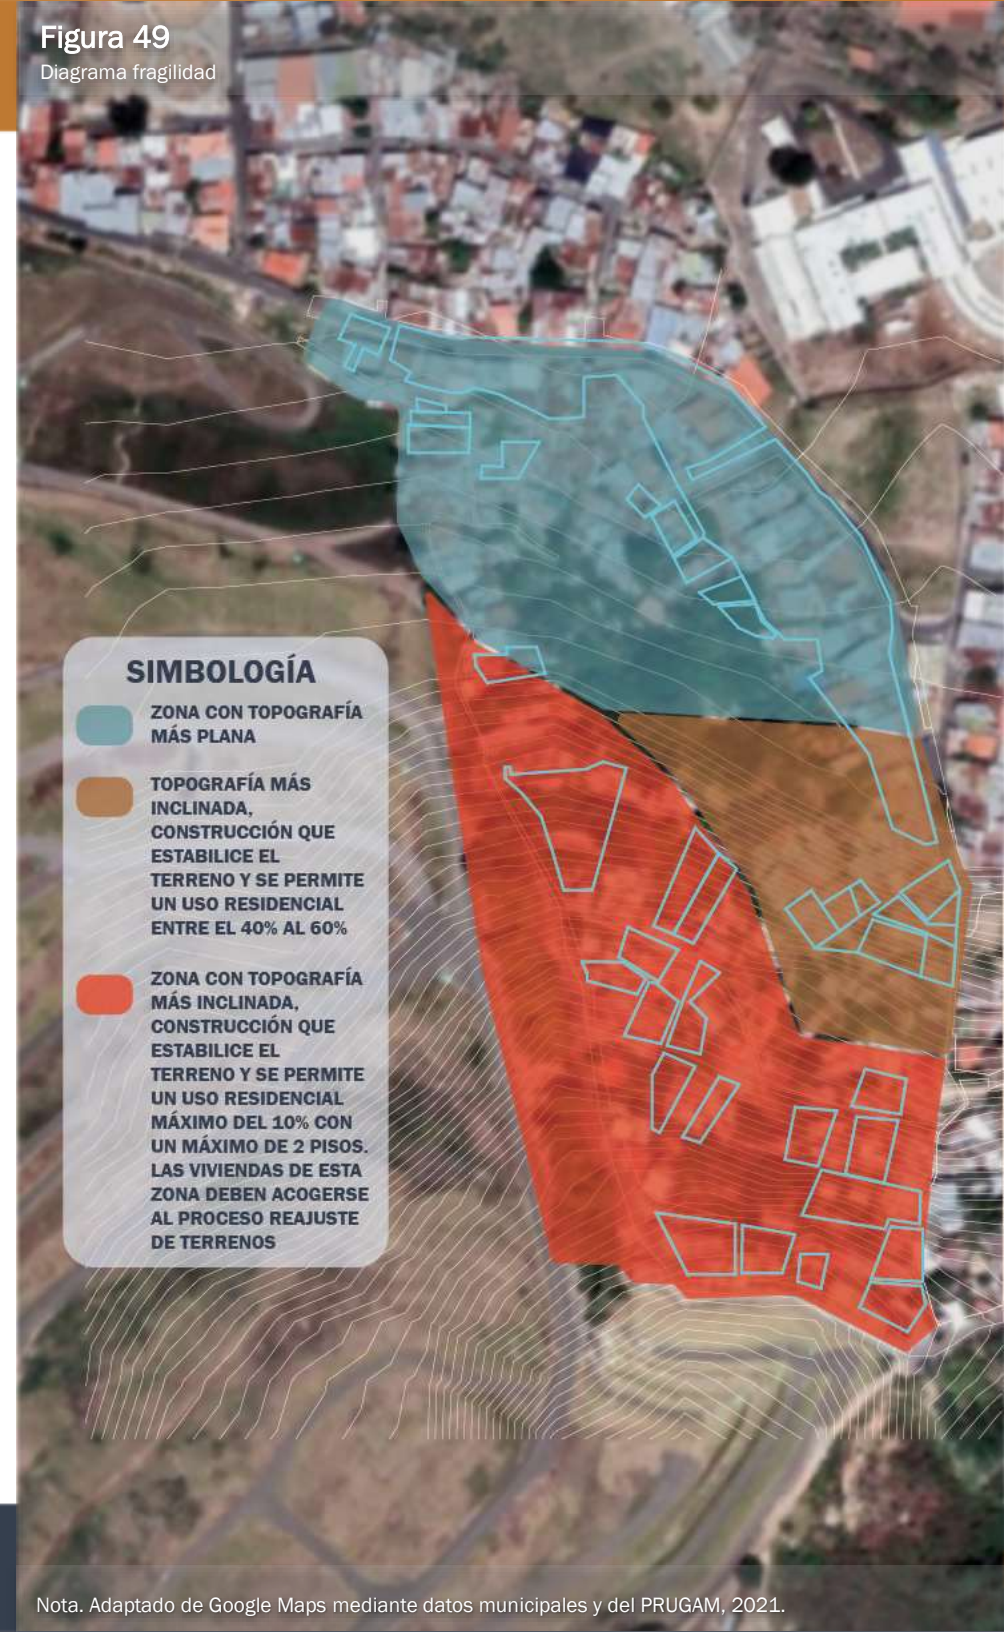 Figura 49
Diagrama fragilidad
SIMBOLOGÍA
ZONA CON TOPOGRAFÍA
MÁS PLANA
TOPOGRAFÍA MÁS
INCLINADA,
CONSTRUCCIÓN QUE
ESTABILICE EL
TERRENO Y SE PERMITE
UN USO RESIDENCIAL
ENTRE EL 40% AL 60%
ZONA CON TOPOGRAFÍA
MÁS INCLINADA,
CONSTRUCCIÓN QUE
ESTABILICE EL
TERRENO Y SE PERMITE
UN USO RESIDENCIAL
MÁXIMO DEL 10% CON
UN MÁXIMO DE 2 PISOS.
LAS VIVIENDAS DE ESTA
ZONA DEBEN ACOGERSE
AL PROCESO REAJUSTE
DE TERRENOS
Nota. Adaptado de Google Maps mediante datos municipales y del PRUGAM, 2021.